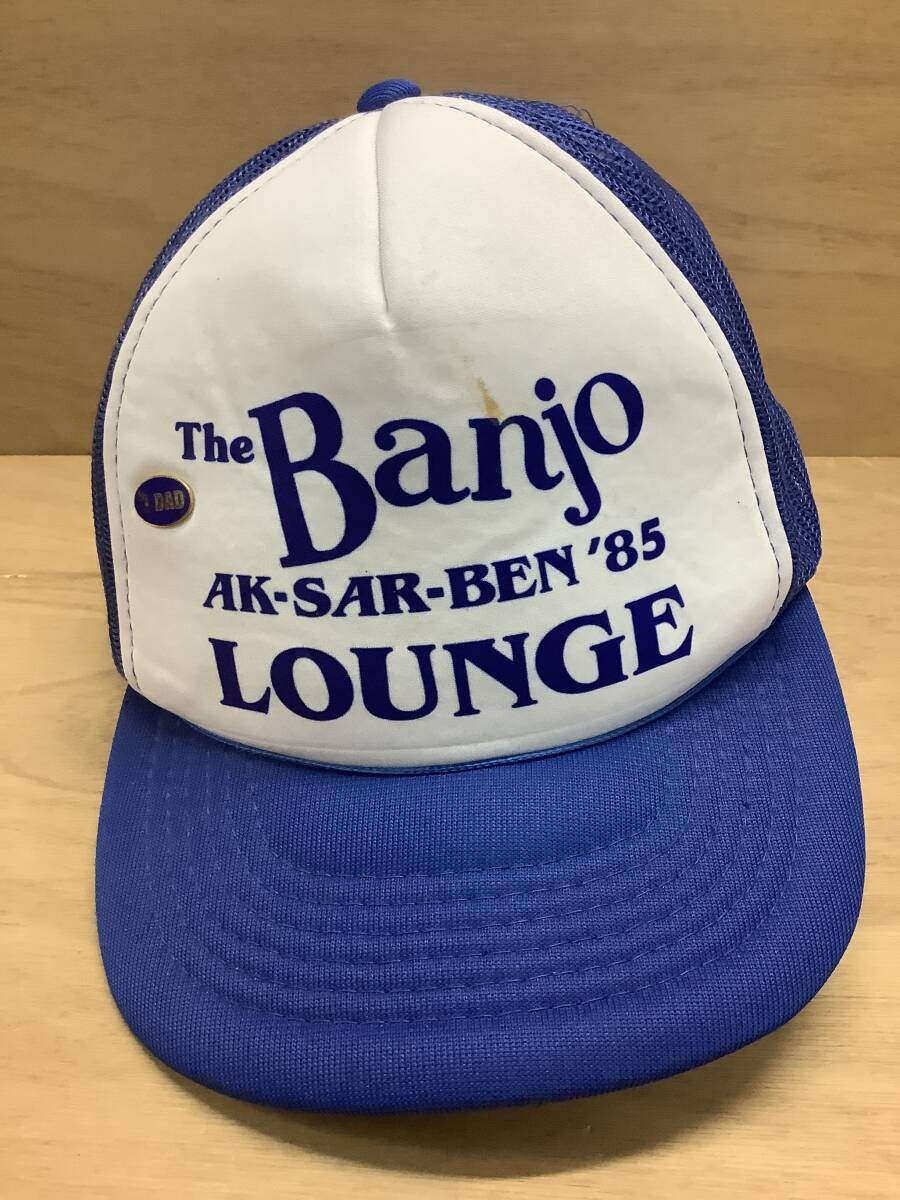 The Banjo
DAD
AK-SAR-BEN '85
LOUNGE